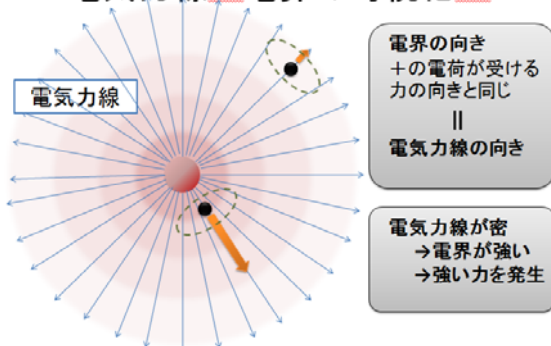 電気力線
電界の向き
＋の電荷が受ける
力の向きと同じ
||
電気力線の向き
電気力線が密
→電界が強い
→強い力を発生